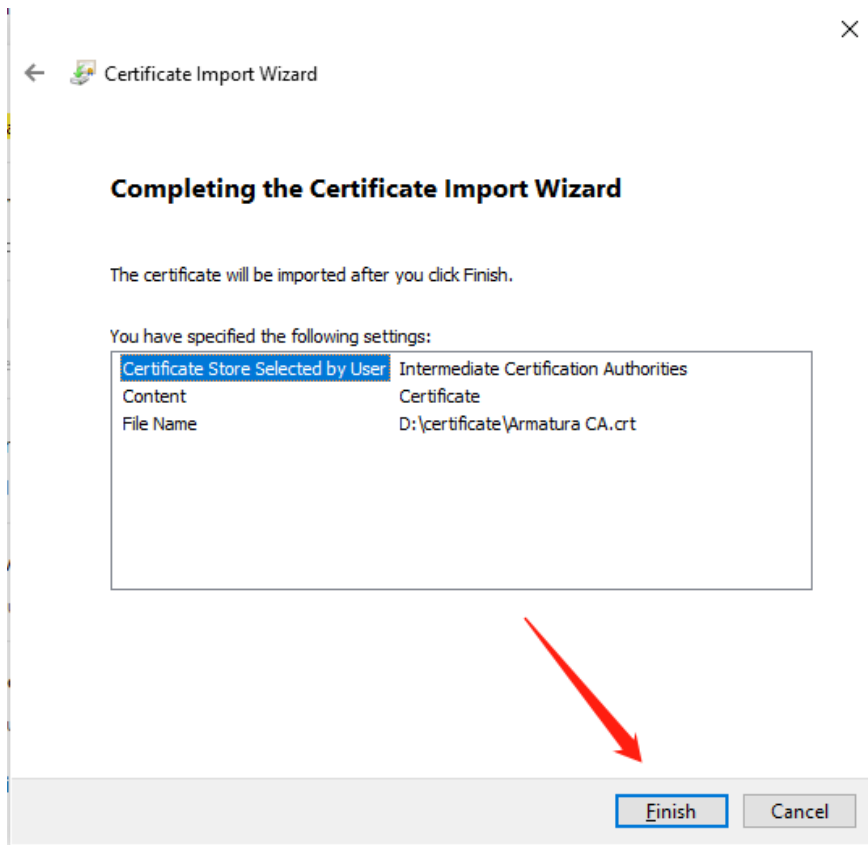 Certificate Import Wizard
Completing the Certificate Import Wizard
The certificate will be imported after you click Finish.
You have specified the following settings:
Certificate Store Selected by User Intermediate Certification Authorities
Content Certificate
File Name D:\certificate\Armatura CA.crt
Finish Cancel